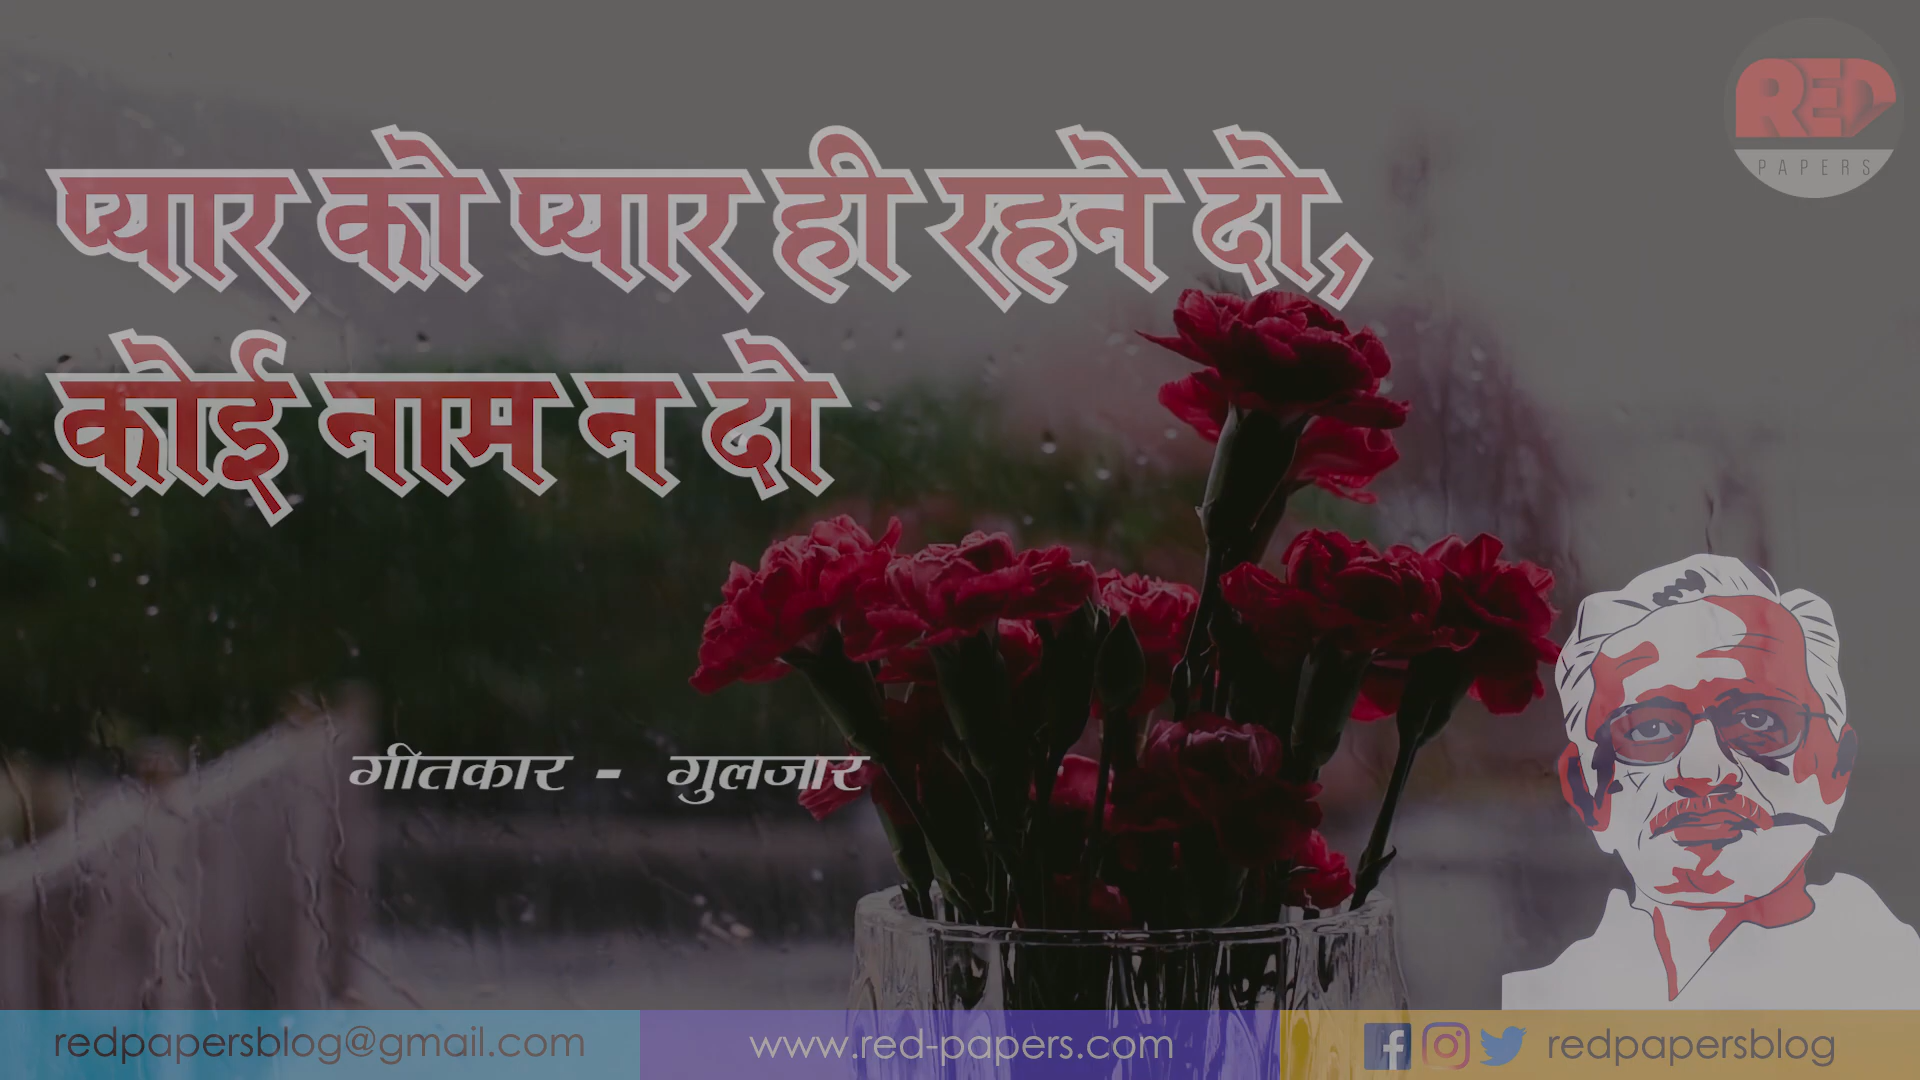 RED
PAPERS
प्यार को प्यार ही रहने दो,
कोई नाम न दो
गीतकार - गुलजार
redpapersblog@gmail.com
www.red-papers.com
redpapersblog